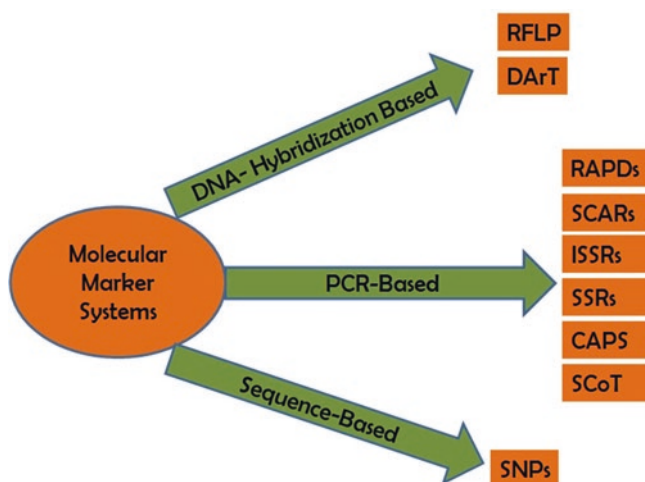 RFLP
DArT
DNA- Hybridization Based
RAPDs
SCARs
ISSRs
SSRs
CAPS
SCoT
Molecular
Marker
Systems
PCR-Based
Sequence-Based
SNPs